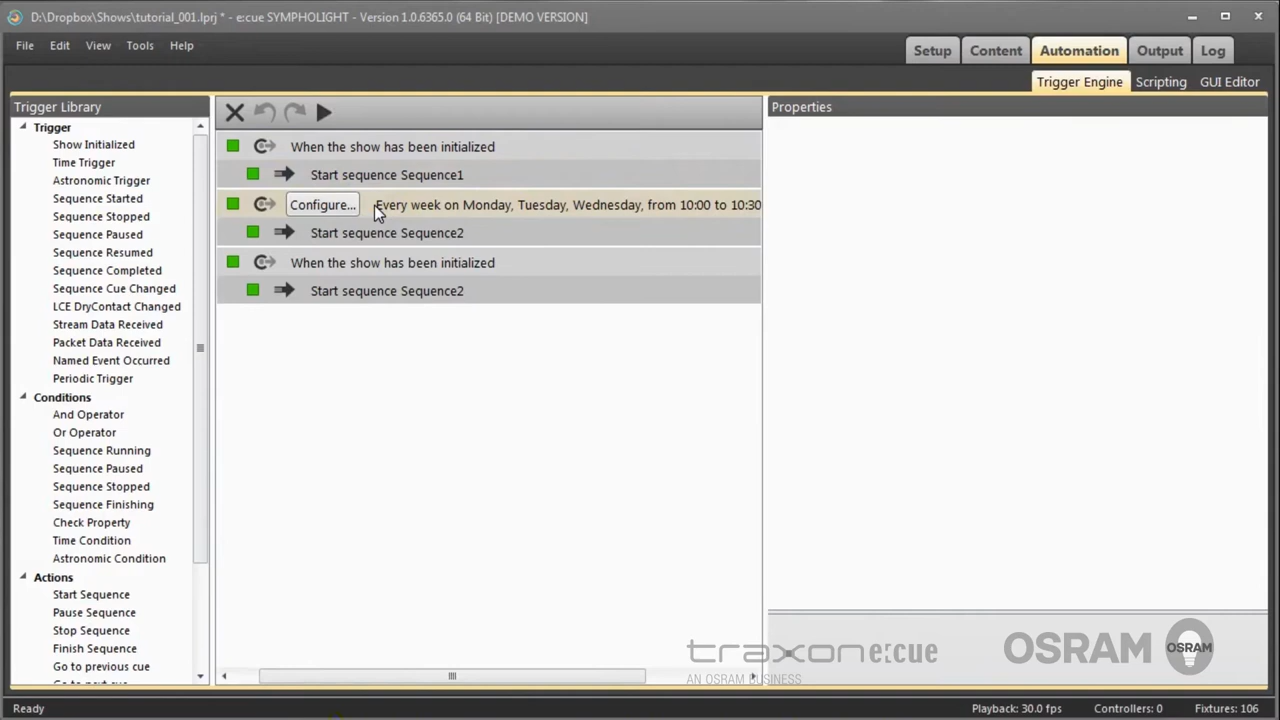 D:\Dropbox\Shows\tutorial_001.lprj * - e:cue SYMPHOLIGHT - Version 1.0.6365.0 (64 Bit) [DEMO VERSION]
File Edit View Tools Help
Setup Content Automation Output Log
Trigger Engine Scripting GUI Editor
Trigger Library
Trigger
Show Initialized
Time Trigger
Astronomic Trigger
Sequence Started
Sequence Stopped
Sequence Paused
Sequence Resumed
Sequence Completed
Sequence Cue Changed
LCE DryContact Changed
Stream Data Received
Packet Data Received
Named Event Occurred
Periodic Trigger
Conditions
And Operator
Or Operator
Sequence Running
Sequence Paused
Sequence Stopped
Sequence Finishing
Check Property
Time Condition
Astronomic Condition
Actions
Start Sequence
Pause Sequence
Stop Sequence
Finish Sequence
Go to previous cue
When the show has been initialized
Start sequence Sequence1
Configure... Every week on Monday, Tuesday, Wednesday, from 10:00 to 10:30
Start sequence Sequence2
When the show has been initialized
Start sequence Sequence2
Properties
traxon e:cue
AN OSRAM BUSINESS
OSRAM
OSRAM
Ready
Playback: 30.0 fps Controllers: 0 Fixtures: 106